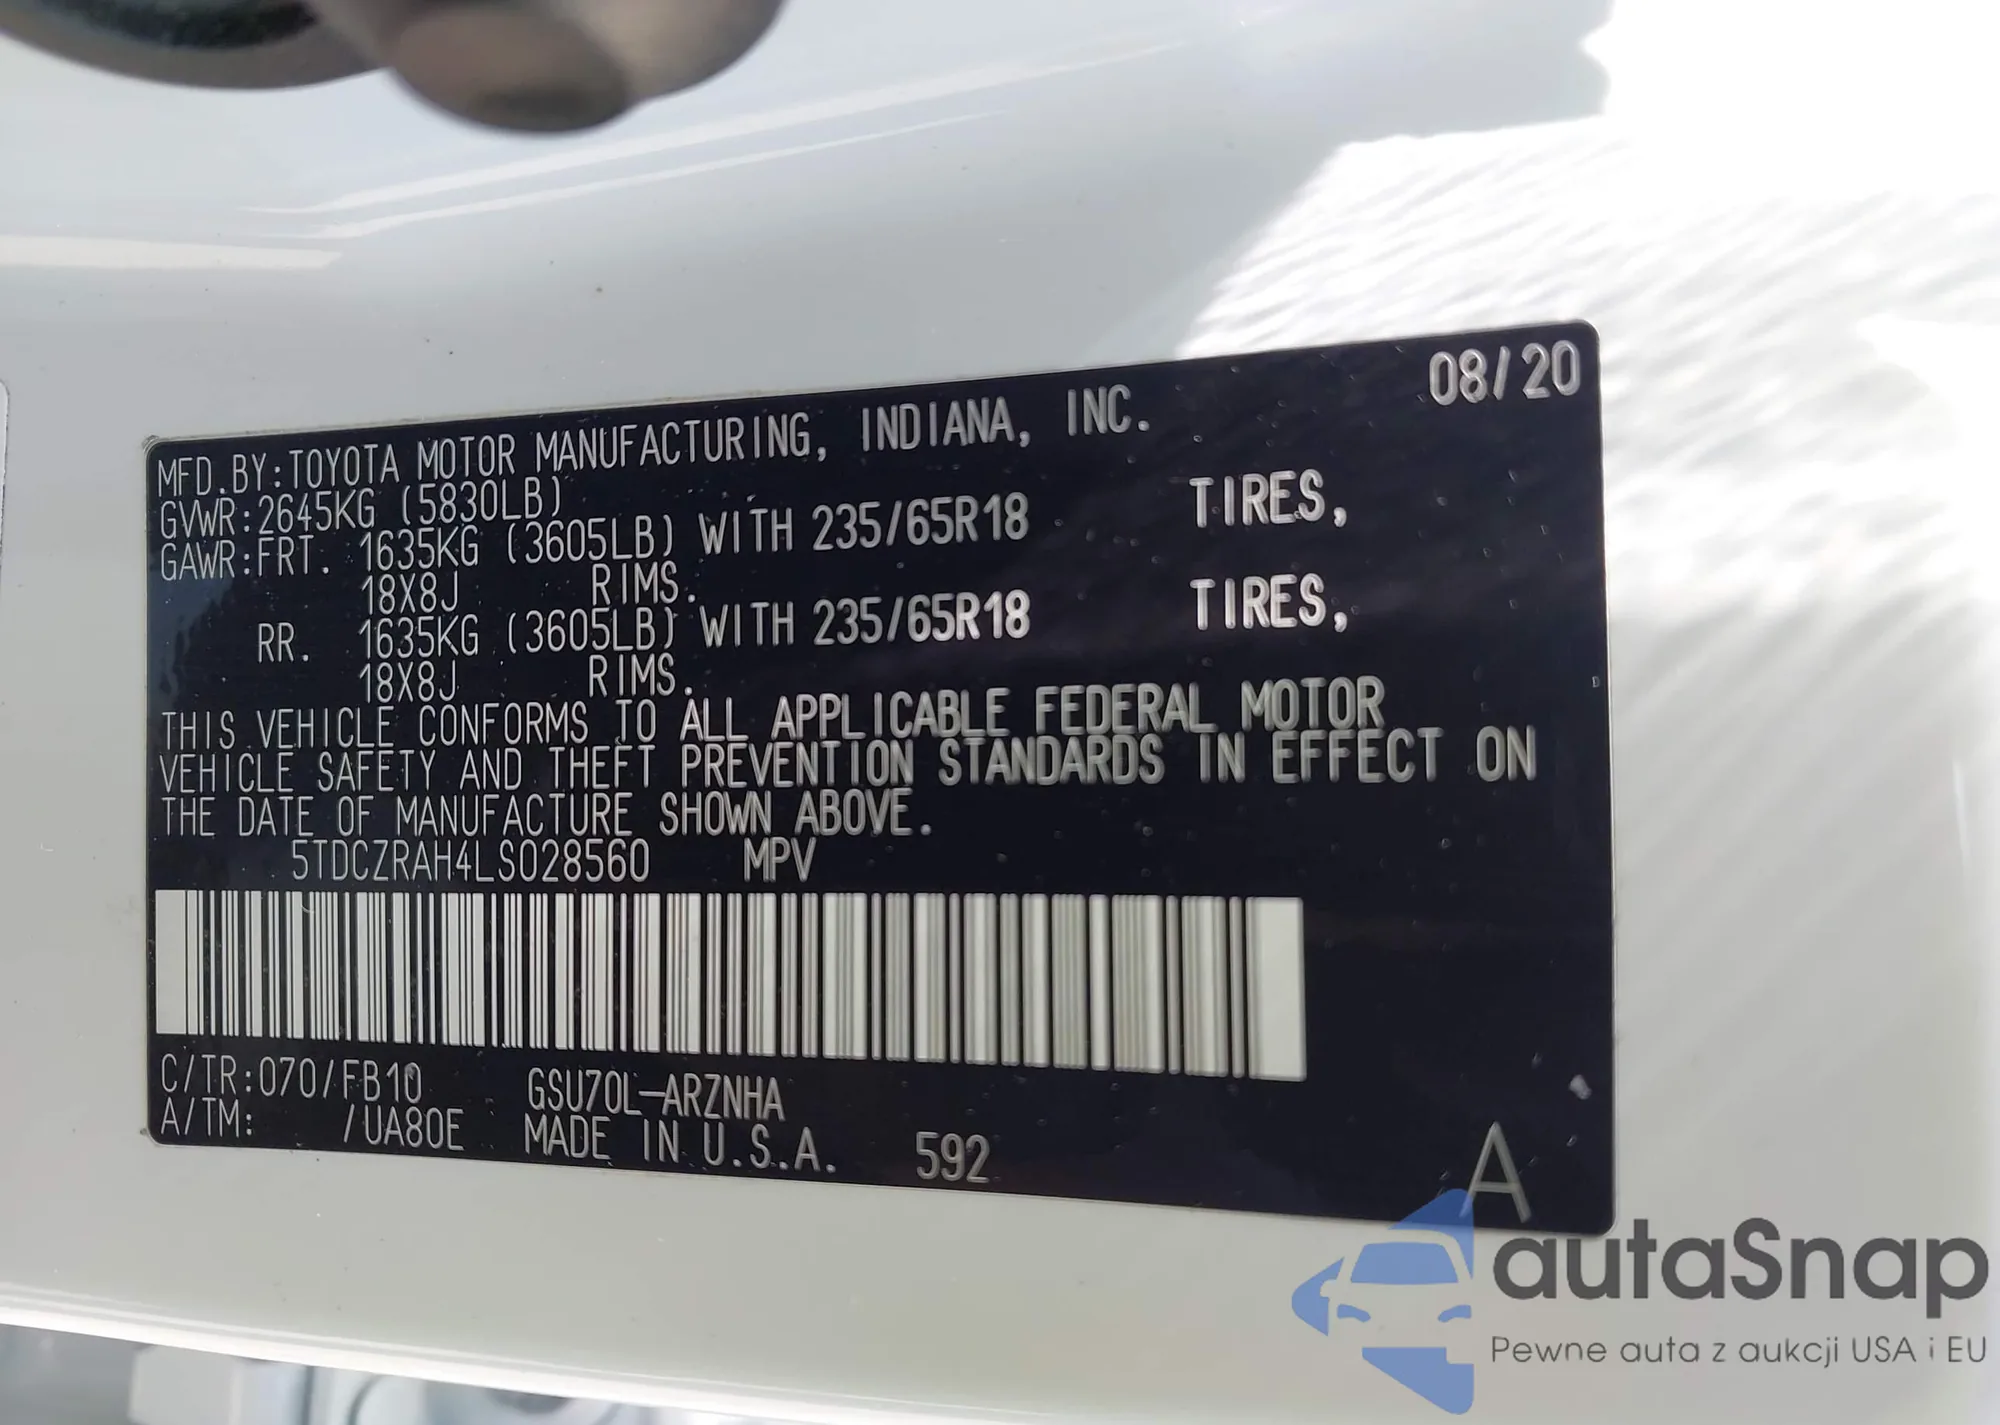 08/20
MFD.BY:TOYOTA MOTOR MANUFACTURING, INDIANA, INC.
GVWR:2645KG (5830LB)
GAWR:FRT. 1635KG (3605LB) WITH 235/65R18 TIRES,
18X8J RIMS.
RR. 1635KG (3605LB) WITH 235/65R18 TIRES,
18X8J RIMS.
THIS VEHICLE CONFORMS TO ALL APPLICABLE FEDERAL MOTOR
VEHICLE SAFETY AND THEFT PREVENTION STANDARDS IN EFFECT ON
THE DATE OF MANUFACTURE SHOWN ABOVE.
5TDCZRAH4LS028560 MPV
C/TR:070/FB10 GSU70L-ARZNHA
A/TM: /UA80E MADE IN U.S.A. 592 A
autaSnap
Pewne auta z aukcji USA i EU